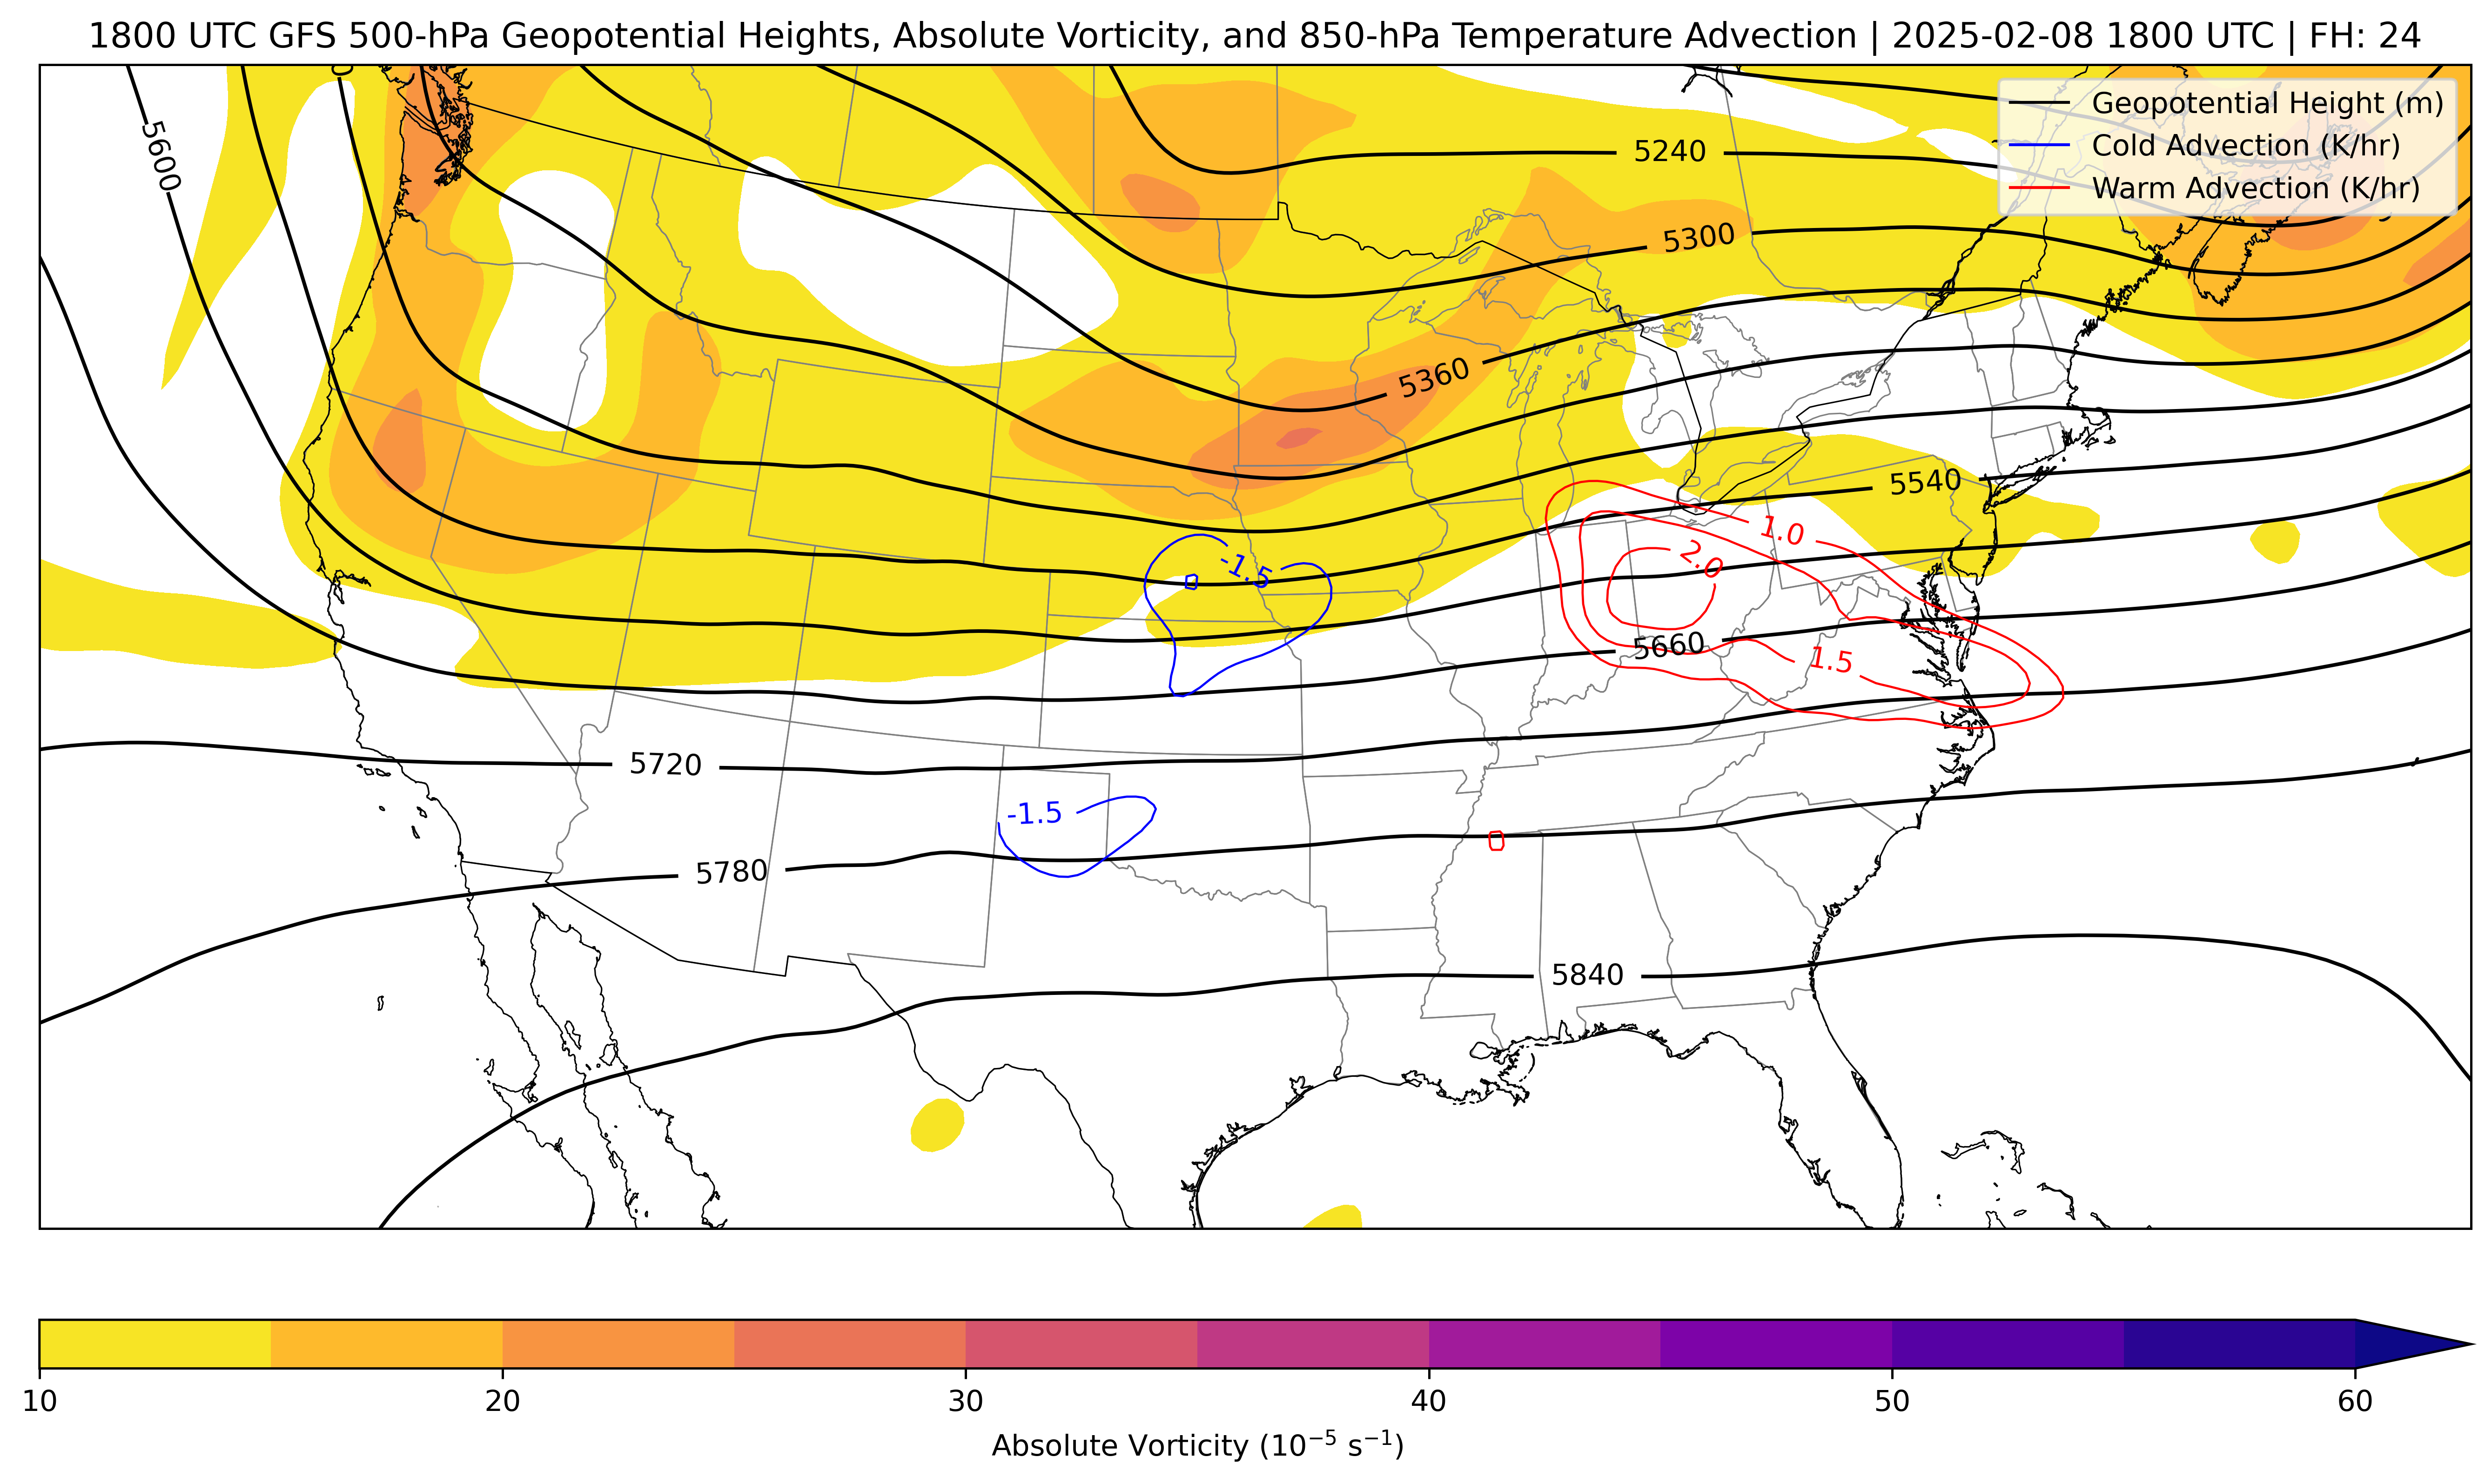 1800 UTC GFS 500-hPa Geopotential Heights, Absolute Vorticity, and 850-hPa Temperature Advection | 2025-02-08 1800 UTC | FH: 24
Geopotential Height (m)
Cold Advection (K/hr)
Warm Advection (K/hr)
5600
5240
5300
5360
5540
1.0
2.0
-1.5
5660
1.5
5720
-1.5
5780
5840
10 20 30 40 50 60
Absolute Vorticity (10⁻⁵ s⁻¹)